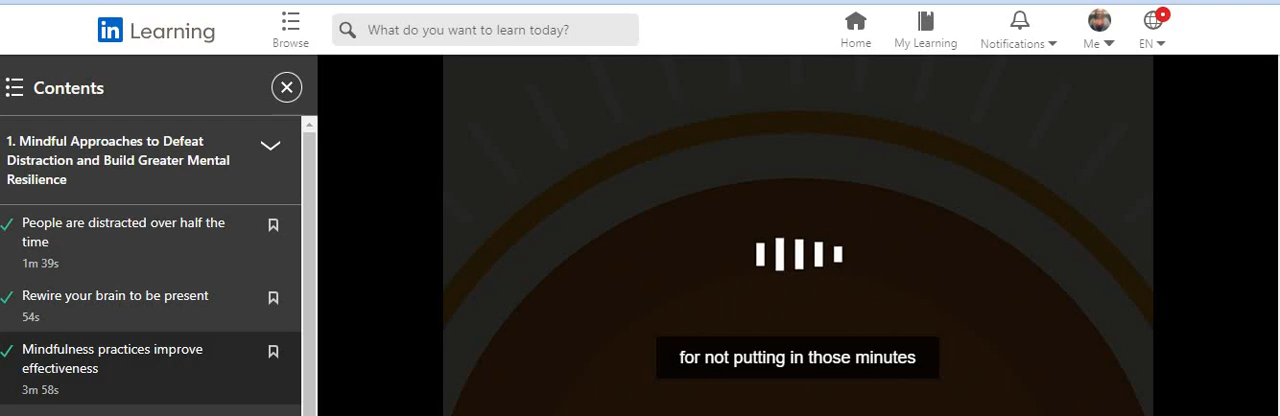 in Learning
Browse
What do you want to learn today?
Home
My Learning
Notifications
Me
EN
Contents
1. Mindful Approaches to Defeat
Distraction and Build Greater Mental
Resilience
People are distracted over half the
time
1m 39s
Rewire your brain to be present
54s
Mindfulness practices improve
effectiveness
3m 58s
for not putting in those minutes